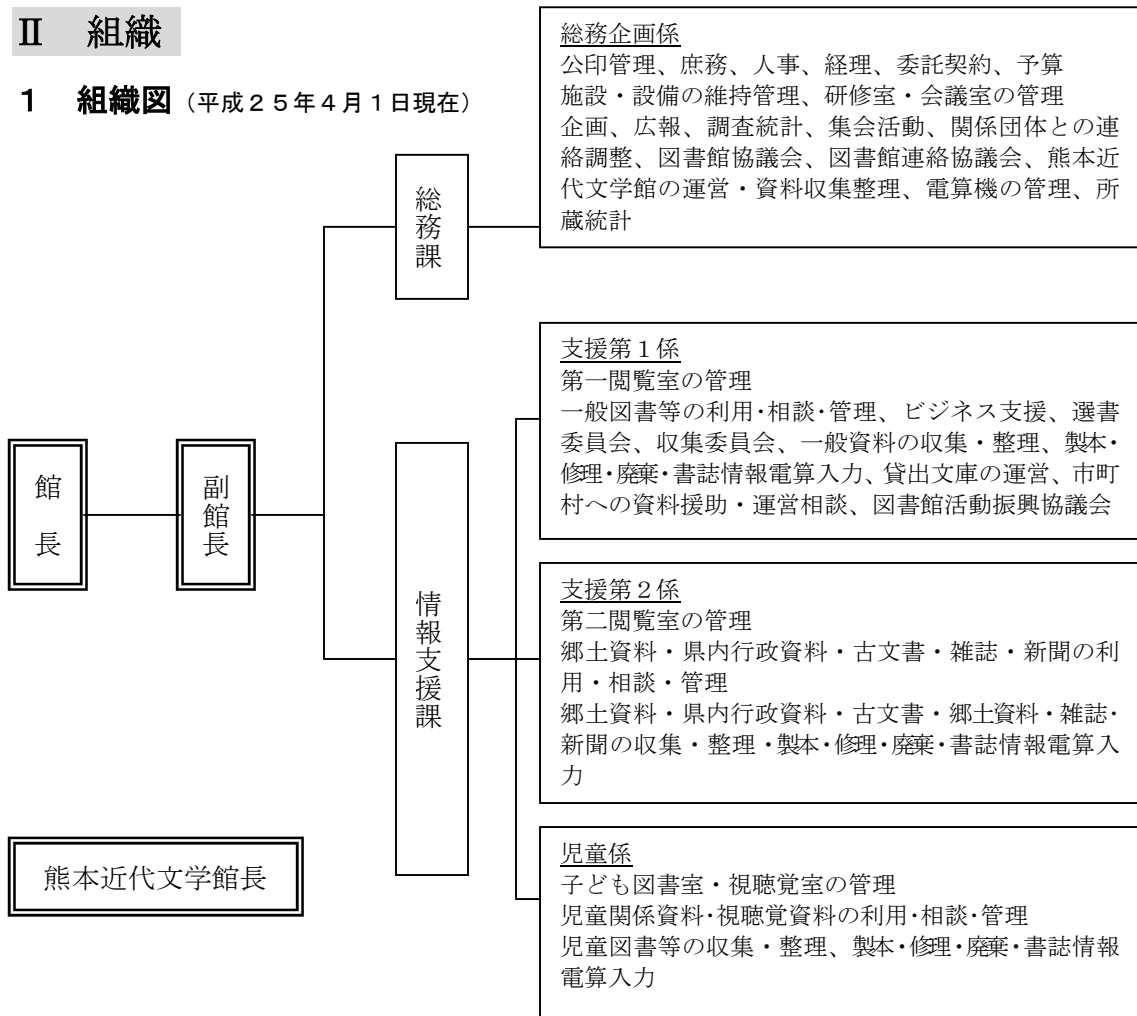 Ⅱ 組織
1 組織図（平成２５年４月１日現在）
総務企画係
公印管理、庶務、人事、経理、委託契約、予算
施設・設備の維持管理、研修室・会議室の管理
企画、広報、調査統計、集会活動、関係団体との連
絡調整、図書館協議会、図書館連絡協議会、熊本近
代文学館の運営・資料収集整理、電算機の管理、所
蔵統計
総務課
支援第１係
第一閲覧室の管理
一般図書等の利用・相談・管理、ビジネス支援、選書
委員会、収集委員会、一般資料の収集・整理、製本・
修理・廃棄・書誌情報電算入力、貸出文庫の運営、市町
村への資料援助・運営相談、図書館活動振興協議会
館長
副館長
情報支援課
支援第２係
第二閲覧室の管理
郷土資料・県内行政資料・古文書・雑誌・新聞の利
用・相談・管理
郷土資料・県内行政資料・古文書・郷土資料・雑誌・
新聞の収集・整理・製本・修理・廃棄・書誌情報電算入
力
熊本近代文学館長
児童係
子ども図書室・視聴覚室の管理
児童関係資料・視聴覚資料の利用・相談・管理
児童図書等の収集・整理、製本・修理・廃棄・書誌情報
電算入力